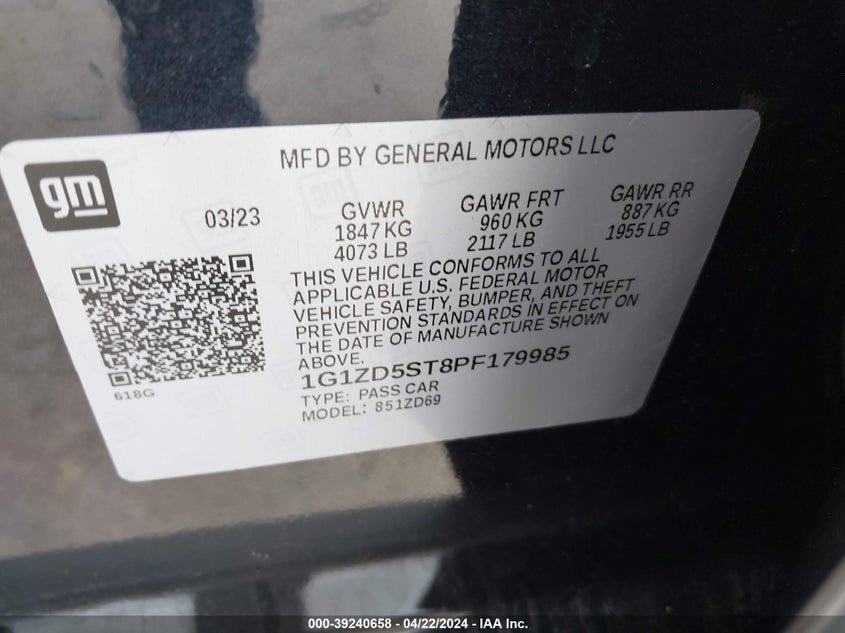 gm
MFD BY GENERAL MOTORS LLC
03/23
GVWR
1847 KG
4073 LB
GAWR FRT
960 KG
2117 LB
GAWR RR
887 KG
1955 LB
THIS VEHICLE CONFORMS TO ALL
APPLICABLE U.S. FEDERAL MOTOR
VEHICLE SAFETY, BUMPER, AND THEFT
PREVENTION STANDARDS IN EFFECT ON
THE DATE OF MANUFACTURE SHOWN
ABOVE.
1G1ZD5ST8PF179985
TYPE: PASS CAR
MODEL: 851ZD69
618G
000-39240658 - 04/22/2024 - IAA Inc.